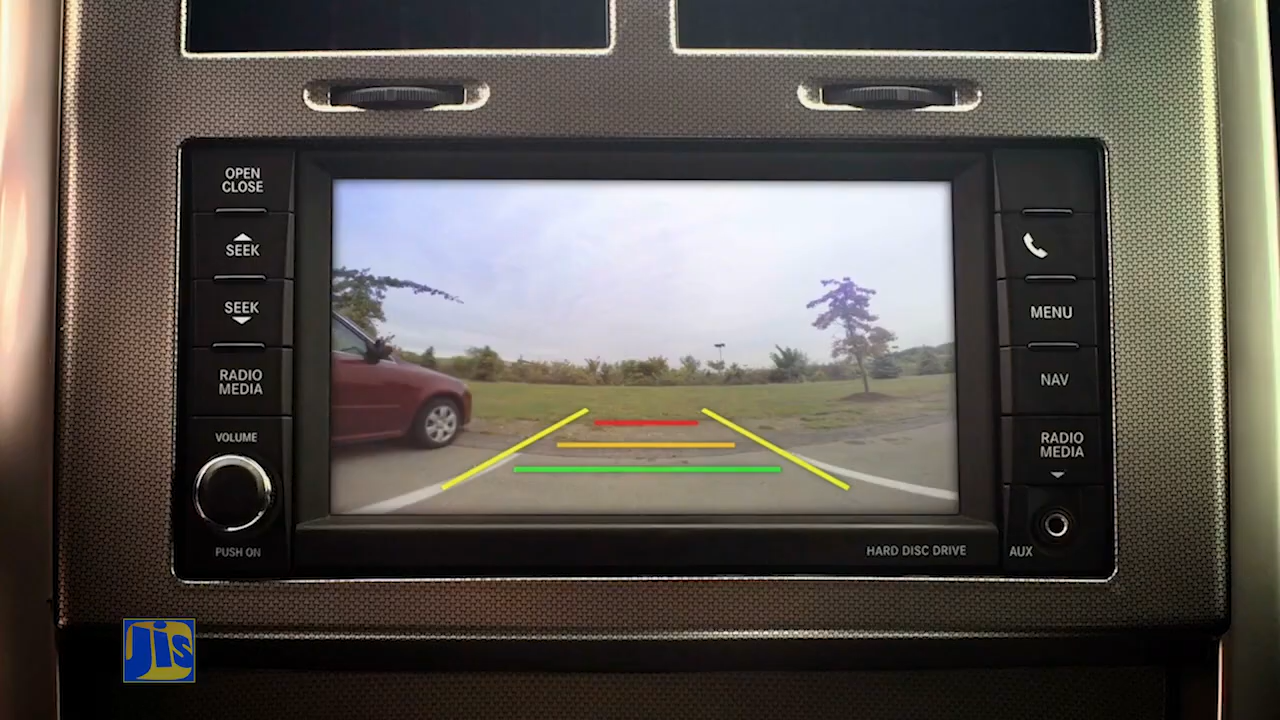 OPEN
CLOSE
SEEK
SEEK
RADIO
MEDIA
VOLUME
PUSH ON
MENU
NAV
RADIO
MEDIA
AUX
HARD DISC DRIVE
JIS